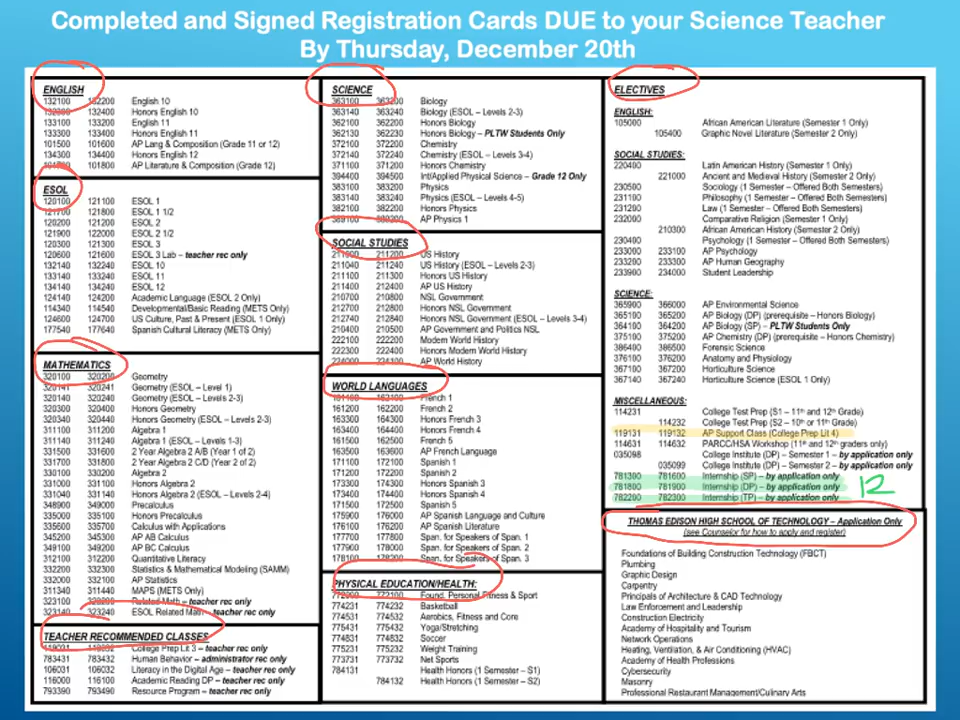 Completed and Signed Registration Cards DUE to your Science Teacher
By Thursday, December 20th
ENGLISH
132100 132200 English 10
132300 132400 Honors English 10
133100 133200 English 11
133300 133400 Honors English 11
101500 101600 AP Lang & Composition (Grade 11 or 12)
134300 134400 Honors English 12
101800 AP Literature & Composition (Grade 12)
ESOL
120100 121100 ESOL 1
121700 121800 ESOL 1 1/2
120200 121200 ESOL 2
121900 122000 ESOL 2 1/2
120300 121300 ESOL 3
120600 121600 ESOL 3 Lab – teacher rec only
132140 132240 ESOL 10
133140 133240 ESOL 11
134140 134240 ESOL 12
124140 124200 Academic Language (ESOL 2 Only)
114340 114540 Developmental/Basic Reading (METS Only)
124600 124700 US Culture, Past & Present (ESOL 1 Only)
177540 177640 Spanish Cultural Literacy (METS Only)
MATHEMATICS
320100 320200 Geometry
320141 320241 Geometry (ESOL – Level 1)
320140 320240 Geometry (ESOL – Levels 2-3)
320300 320400 Honors Geometry
320340 320440 Honors Geometry (ESOL – Levels 2-3)
311100 311200 Algebra 1
311140 311240 Algebra 1 (ESOL – Levels 1-3)
331500 331600 2 Year Algebra 2 A/B (Year 1 of 2)
331700 331800 2 Year Algebra 2 C/D (Year 2 of 2)
330100 330200 Algebra 2
331000 331100 Honors Algebra 2
331040 331140 Honors Algebra 2 (ESOL – Levels 2-4)
348900 349000 Precalculus
335000 335100 Honors Precalculus
335600 335700 Calculus with Applications
345200 345300 AP AB Calculus
349100 349200 AP BC Calculus
312100 312200 Quantitative Literacy
332200 332300 Statistics & Mathematical Modeling (SAMM)
332000 332100 AP Statistics
311340 311440 MAPS (METS Only)
323100 323200 Related Math – teacher rec only
323140 323240 ESOL Related Math – teacher rec only
TEACHER RECOMMENDED CLASSES
119031 119032 College Prep Lit 3 – teacher rec only
783431 783432 Human Behavior – administrator rec only
106031 106032 Literacy in the Digital Age – teacher rec only
116000 116100 Academic Reading DP – teacher rec only
793390 793490 Resource Program – teacher rec only
SCIENCE
363100 363200 Biology
363140 363240 Biology (ESOL – Levels 2-3)
362100 362200 Honors Biology
362130 362230 Honors Biology – PLTW Students Only
372100 372200 Chemistry
372140 372240 Chemistry (ESOL – Levels 3-4)
371100 371200 Honors Chemistry
394400 394500 Int/Applied Physical Science – Grade 12 Only
383100 383200 Physics
383140 383240 Physics (ESOL – Levels 4-5)
382100 382200 Honors Physics
389100 389200 AP Physics 1
SOCIAL STUDIES
211000 211200 US History
211040 211240 US History (ESOL – Levels 2-3)
211100 211300 Honors US History
211400 212400 AP US History
210700 210800 NSL Government
212700 212800 Honors NSL Government
212740 212840 Honors NSL Government (ESOL – Levels 3-4)
210400 210500 AP Government and Politics NSL
222100 222200 Modern World History
222300 222400 Honors Modern World History
224100 AP World History
WORLD LANGUAGES
161100 162100 French 1
161200 162200 French 2
163300 164300 Honors French 3
163400 164400 Honors French 4
161500 162500 French 5
163500 164500 AP French Language
171100 172100 Spanish 1
171200 172200 Spanish 2
173300 174300 Honors Spanish 3
173400 174400 Honors Spanish 4
171500 172500 Spanish 5
175900 176000 AP Spanish Language and Culture
176100 176200 AP Spanish Literature
177700 177800 Span. for Speakers of Span. 1
177900 178000 Span. for Speakers of Span. 2
178100 178200 Span. for Speakers of Span. 3
PHYSICAL EDUCATION/HEALTH:
772000 772100 Found. Personal Fitness & Sport
774231 774232 Basketball
774531 774532 Aerobics, Fitness and Core
775431 775432 Yoga/Stretching
774831 774832 Soccer
775231 775232 Weight Training
773731 773732 Net Sports
784131 Health Honors (1 Semester – S1)
784132 Health Honors (1 Semester – S2)
ELECTIVES
ENGLISH:
105000 African American Literature (Semester 1 Only)
105400 Graphic Novel Literature (Semester 2 Only)
SOCIAL STUDIES:
220400 Latin American History (Semester 1 Only)
221000 Ancient and Medieval History (Semester 2 Only)
230500 Sociology (1 Semester – Offered Both Semesters)
231100 Philosophy (1 Semester – Offered Both Semesters)
231200 Law (1 Semester – Offered Both Semesters)
232000 Comparative Religion (Semester 1 Only)
210300 African American History (Semester 2 Only)
230400 Psychology (1 Semester – Offered Both Semesters)
233000 233100 AP Psychology
233200 233300 AP Human Geography
233900 234000 Student Leadership
SCIENCE:
365900 366000 AP Environmental Science
365100 365200 AP Biology (DP) (prerequisite – Honors Biology)
364100 364200 AP Biology (SP) – PLTW Students Only
375100 375200 AP Chemistry (DP) (prerequisite – Honors Chemistry)
386400 386500 Forensic Science
376100 376200 Anatomy and Physiology
367100 367200 Horticulture Science
367140 367240 Horticulture Science (ESOL 1 Only)
MISCELLANEOUS:
114231 College Test Prep (S1 – 11th and 12th Grade)
114232 College Test Prep (S2 – 10th or 11th Grade)
119131 119132 AP Support Class (College Prep Lit 4)
114631 114632 PARCC/HSA Workshop (11th and 12th graders only)
035098 College Institute (DP) – Semester 1 – by application only
035099 College Institute (DP) – Semester 2 – by application only
781300 781600 Internship (SP) – by application only
781800 781900 Internship (DP) – by application only
782200 782300 Internship (TP) – by application only
12
THOMAS EDISON HIGH SCHOOL OF TECHNOLOGY – Application Only
(see Counselor for how to apply and register)
Foundations of Building Construction Technology (FBCT)
Plumbing
Graphic Design
Carpentry
Principals of Architecture & CAD Technology
Law Enforcement and Leadership
Construction Electricity
Academy of Hospitality and Tourism
Network Operations
Heating, Ventilation, & Air Conditioning (HVAC)
Academy of Health Professions
Cybersecurity
Masonry
Professional Restaurant Management/Culinary Arts